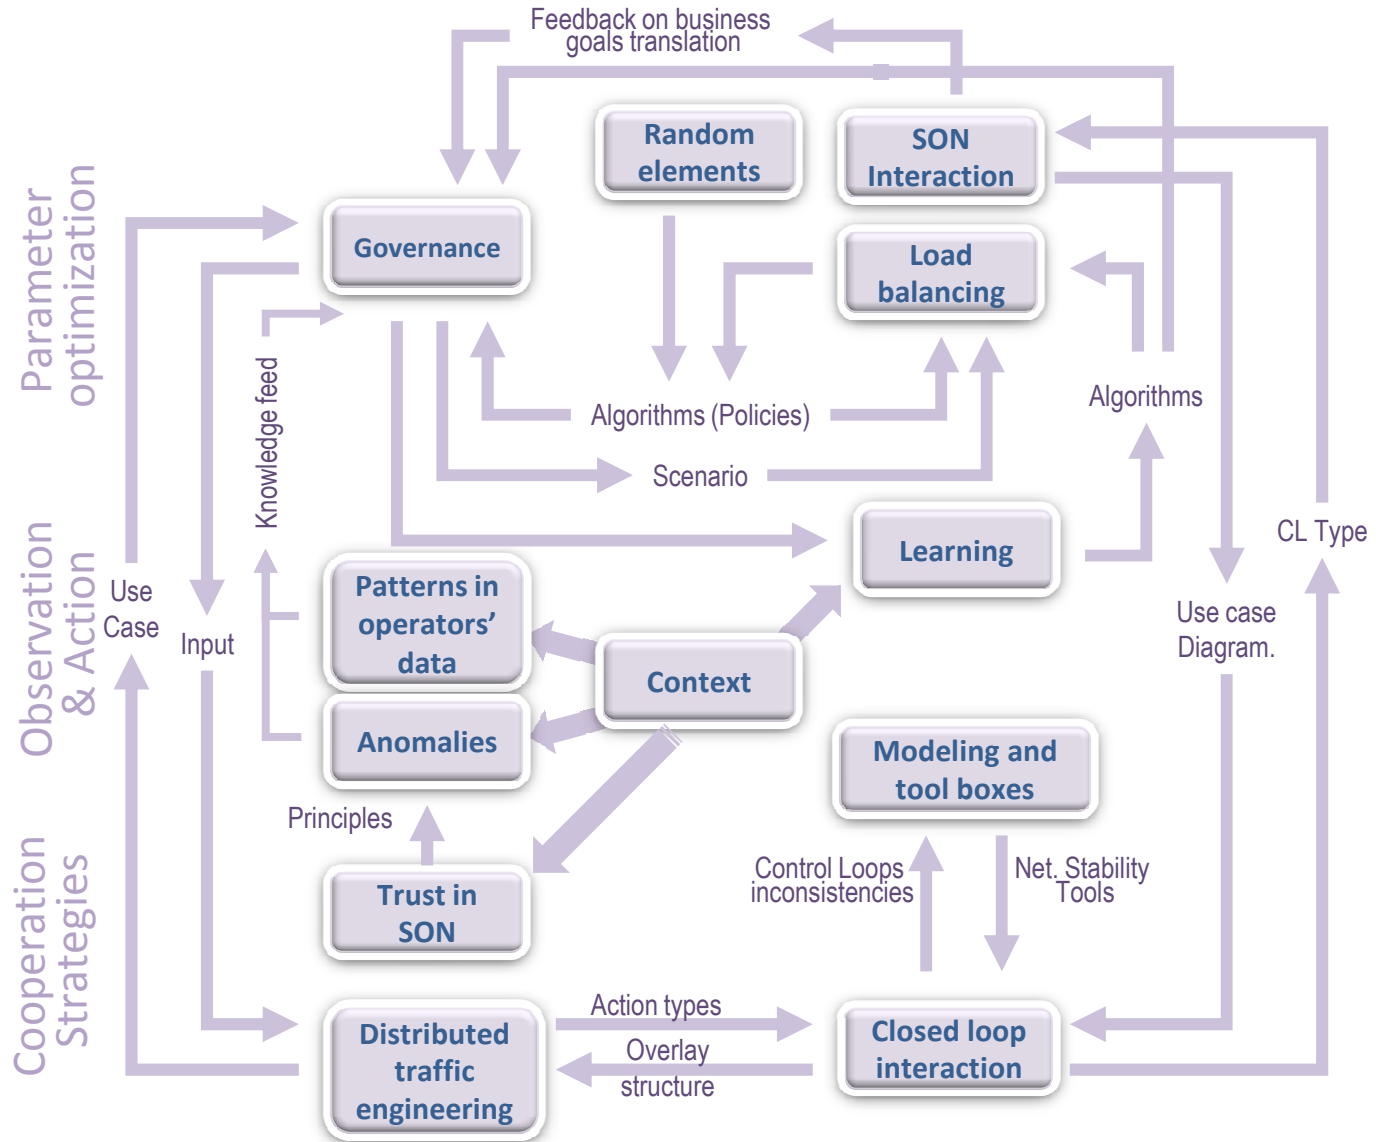 Feedback on business
goals translation
Random
elements
SON
Interaction
Governance
Load
balancing
Parameter
optimization
Knowledge feed
Algorithms (Policies)
Algorithms
Scenario
Learning
CL Type
Observation
& Action
Use
Case
Input
Patterns in
operators’
data
Context
Use case
Diagram.
Anomalies
Modeling and
tool boxes
Principles
Cooperation
Strategies
Trust in
SON
Control Loops
inconsistencies
Net. Stability
Tools
Distributed
traffic
engineering
Action types
Overlay
structure
Closed loop
interaction